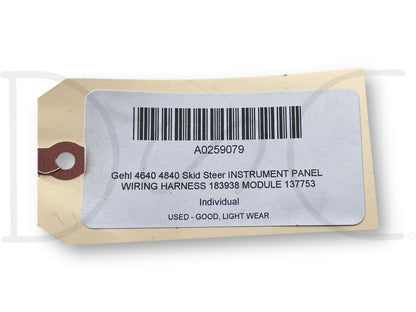 A0259079
Gehl 4640 4840 Skid Steer INSTRUMENT PANEL
WIRING HARNESS 183938 MODULE 137753
Individual
USED - GOOD, LIGHT WEAR